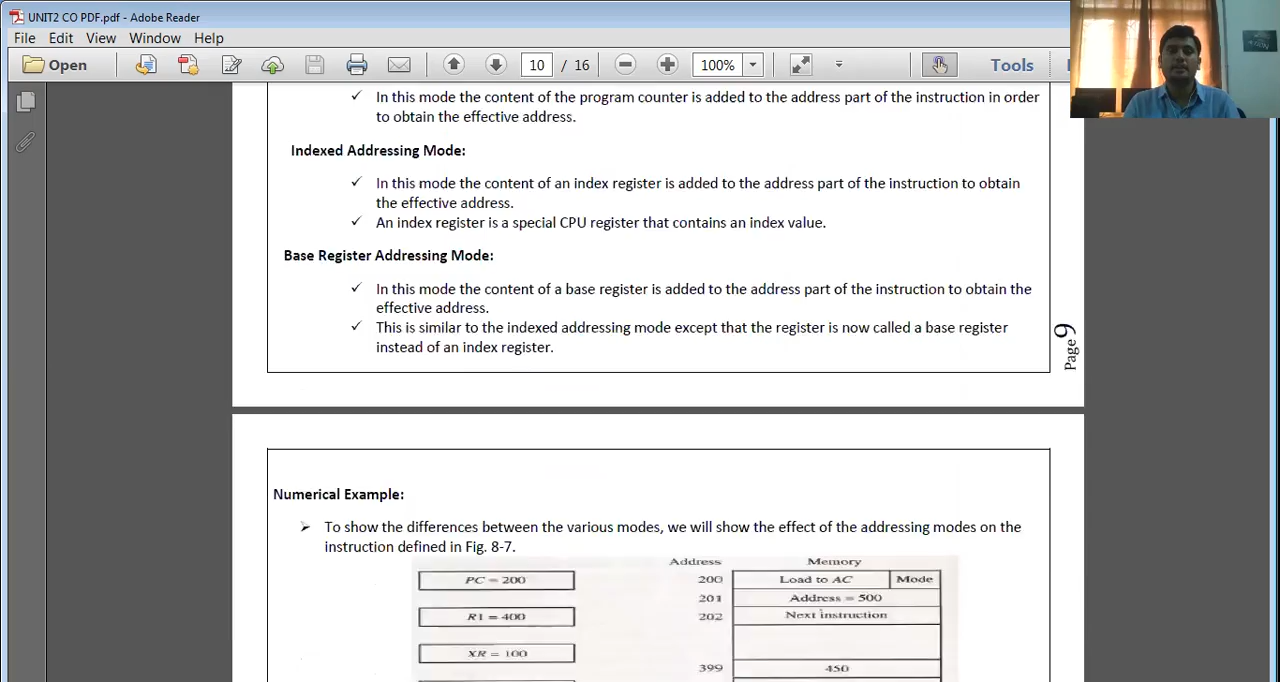 UNIT2 CO PDF.pdf - Adobe Reader
File Edit View Window Help
Open 10 / 16 100% Tools
✓ In this mode the content of the program counter is added to the address part of the instruction in order
to obtain the effective address.
Indexed Addressing Mode:
✓ In this mode the content of an index register is added to the address part of the instruction to obtain
the effective address.
✓ An index register is a special CPU register that contains an index value.
Base Register Addressing Mode:
✓ In this mode the content of a base register is added to the address part of the instruction to obtain the
effective address.
✓ This is similar to the indexed addressing mode except that the register is now called a base register
instead of an index register.
Page 9
Numerical Example:
➢ To show the differences between the various modes, we will show the effect of the addressing modes on the
instruction defined in Fig. 8-7.
Address Memory
PC = 200 200 Load to AC Mode
201 Address = 500
R1 = 400 202 Next instruction
XR = 100
399 450